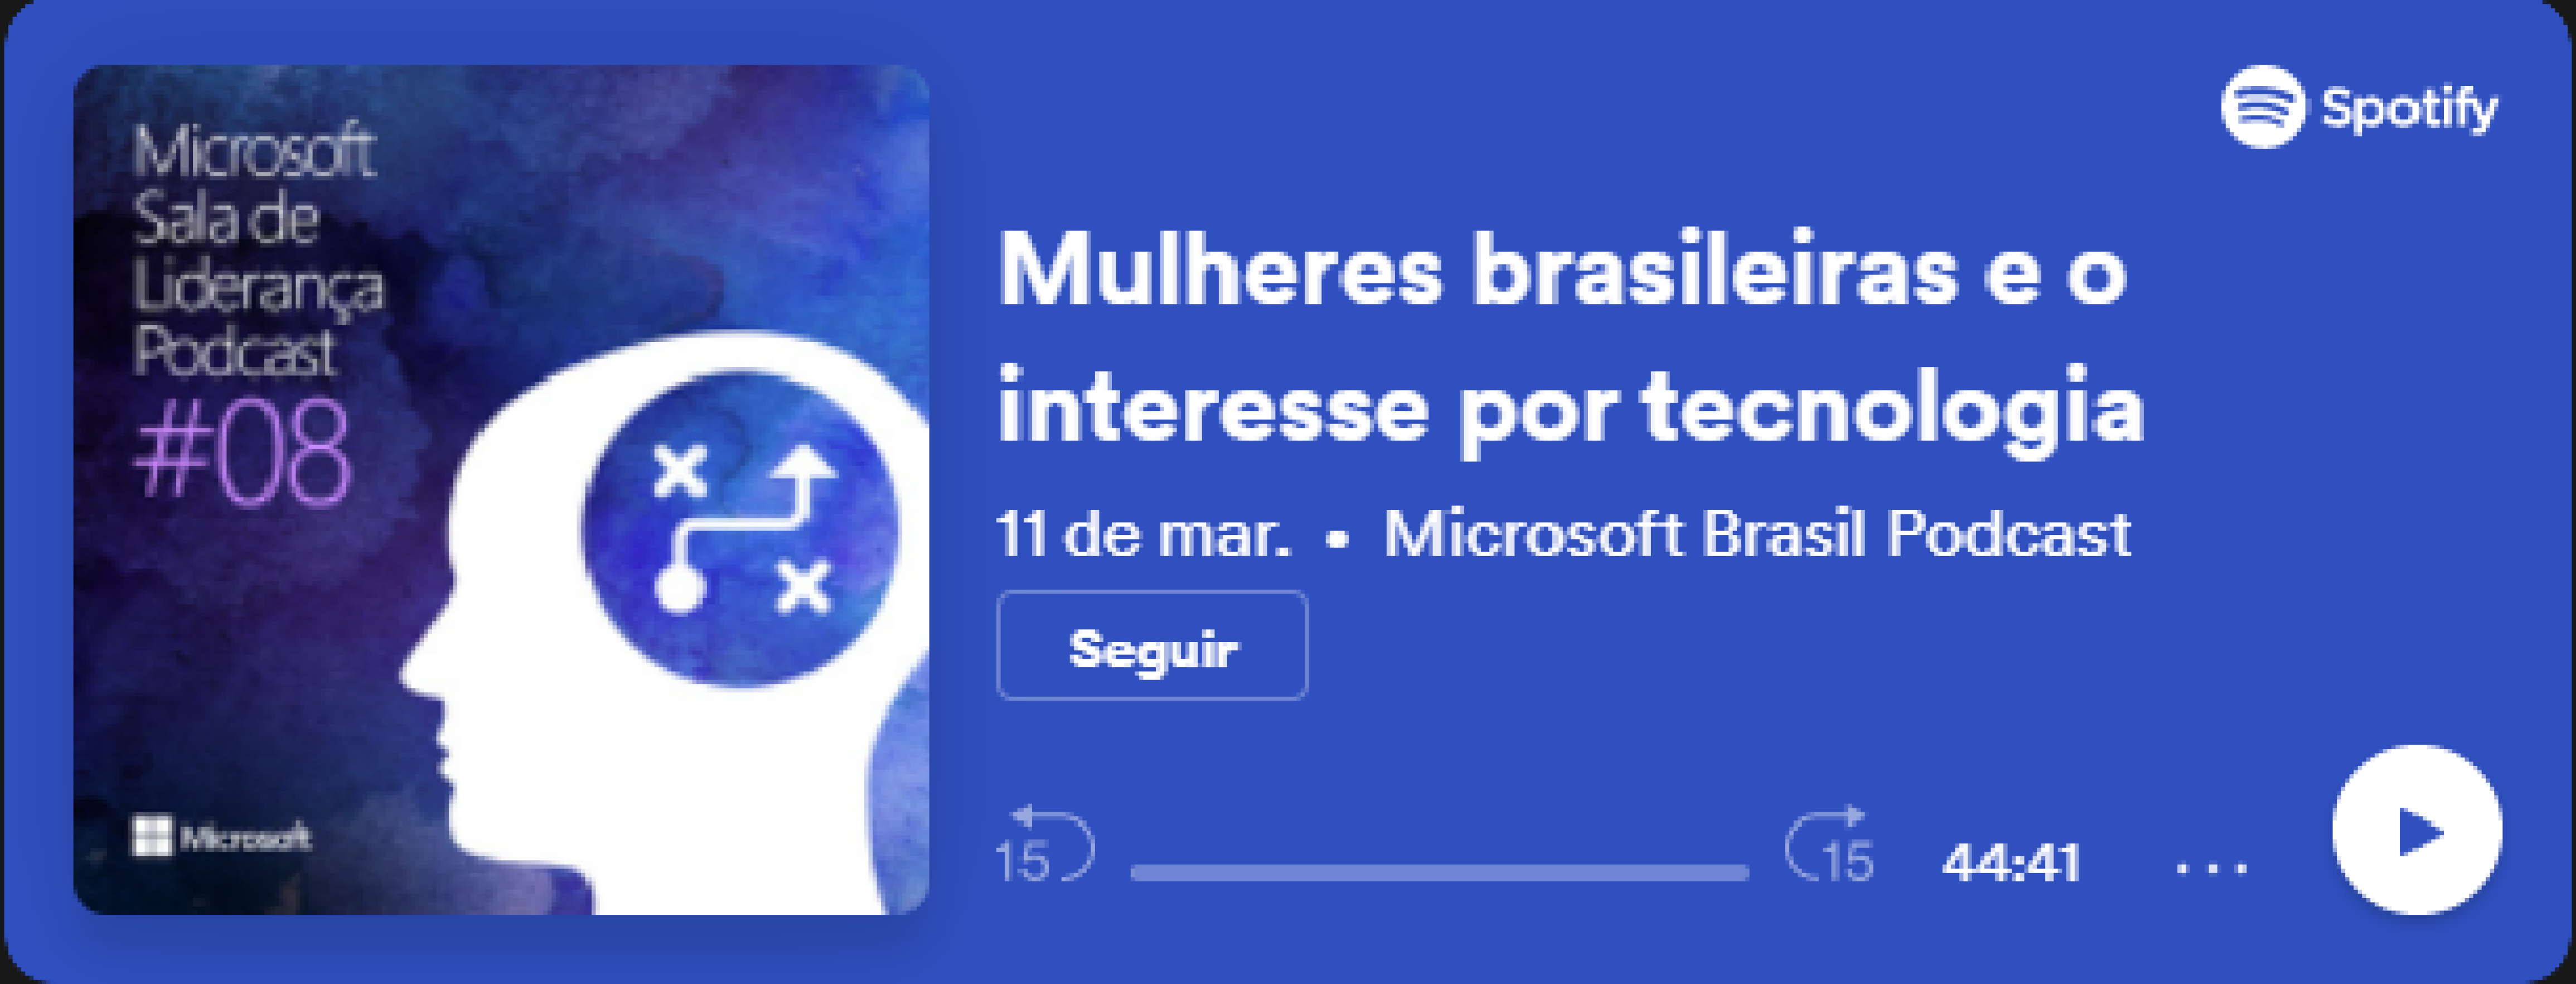 Microsoft
Sala de
Liderança
Podcast
#08
Microsoft
Spotify
Mulheres brasileiras e o
interesse por tecnologia
11 de mar. • Microsoft Brasil Podcast
Seguir
15
15
44:41
...